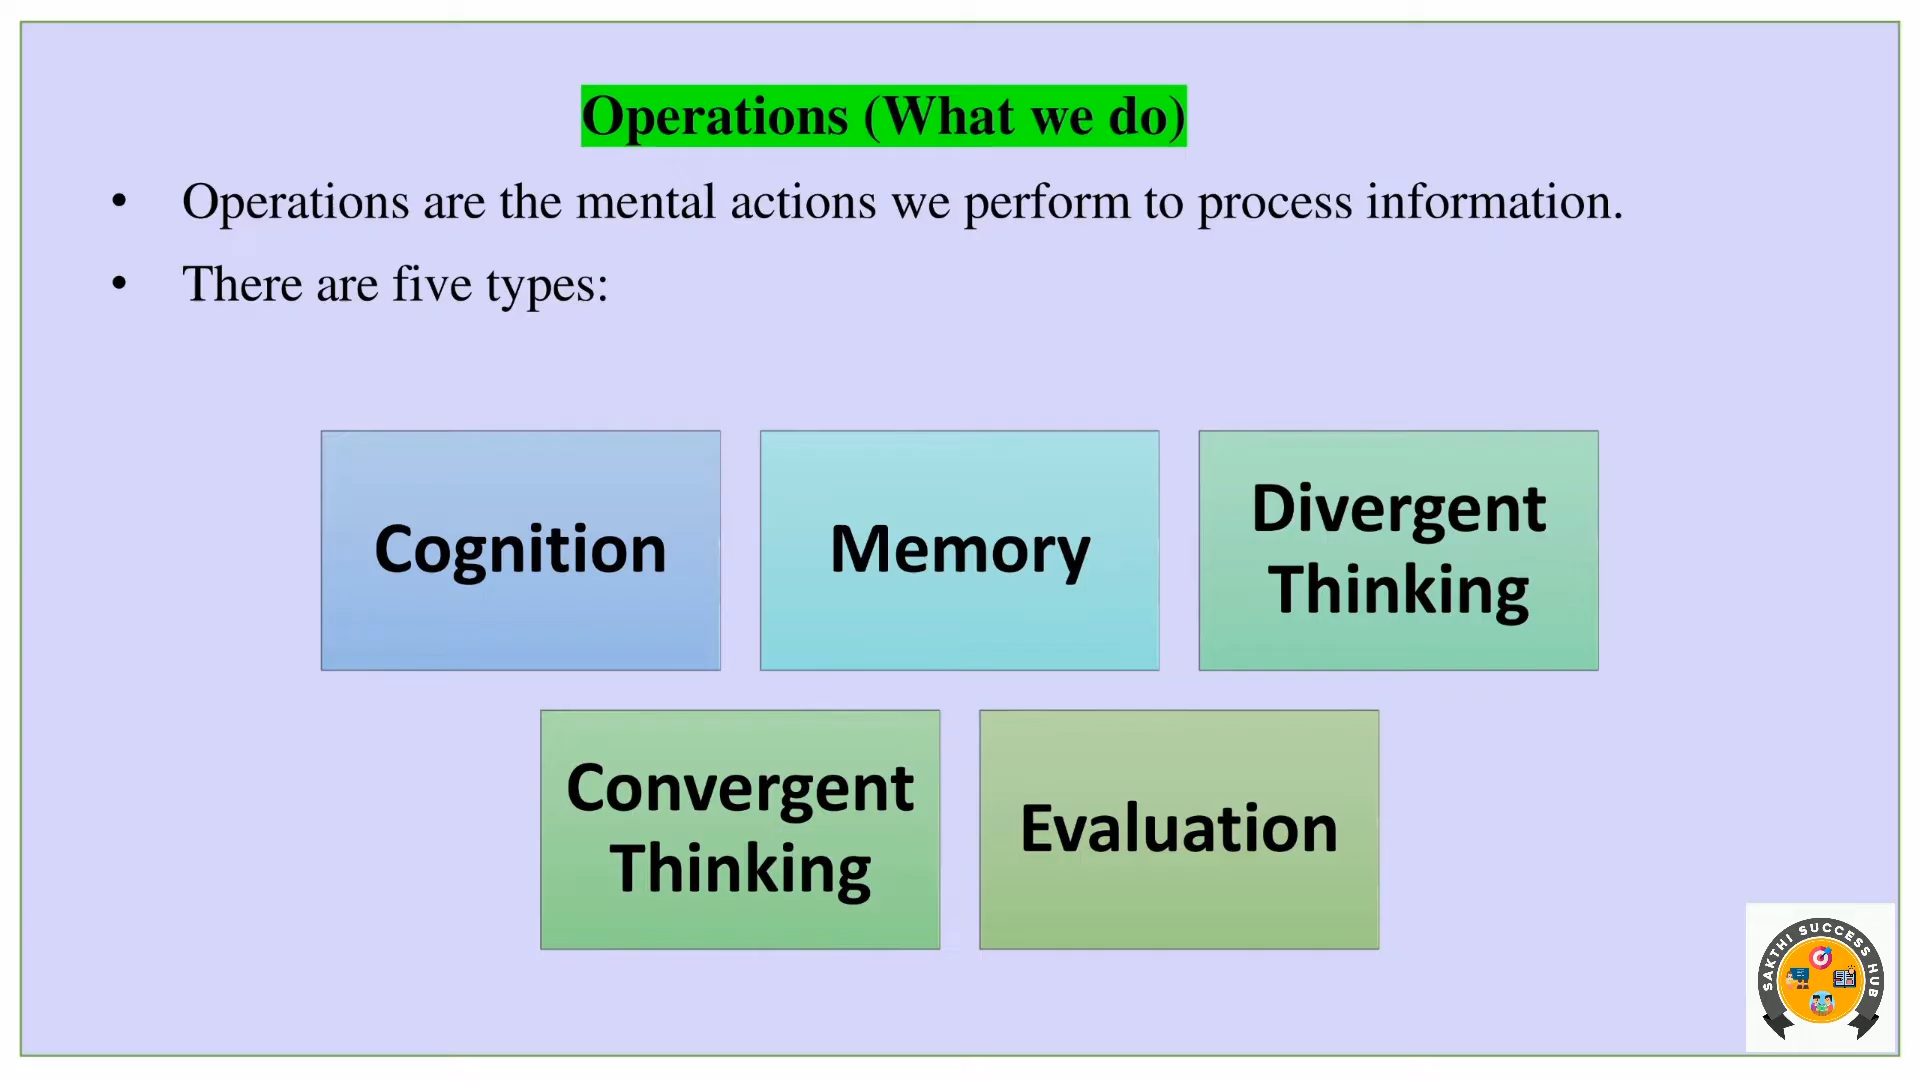 Operations (What we do)
• Operations are the mental actions we perform to process information.
• There are five types:
Cognition
Memory
Divergent
Thinking
Convergent
Thinking
Evaluation
SAKTHI SUCCESS HUB